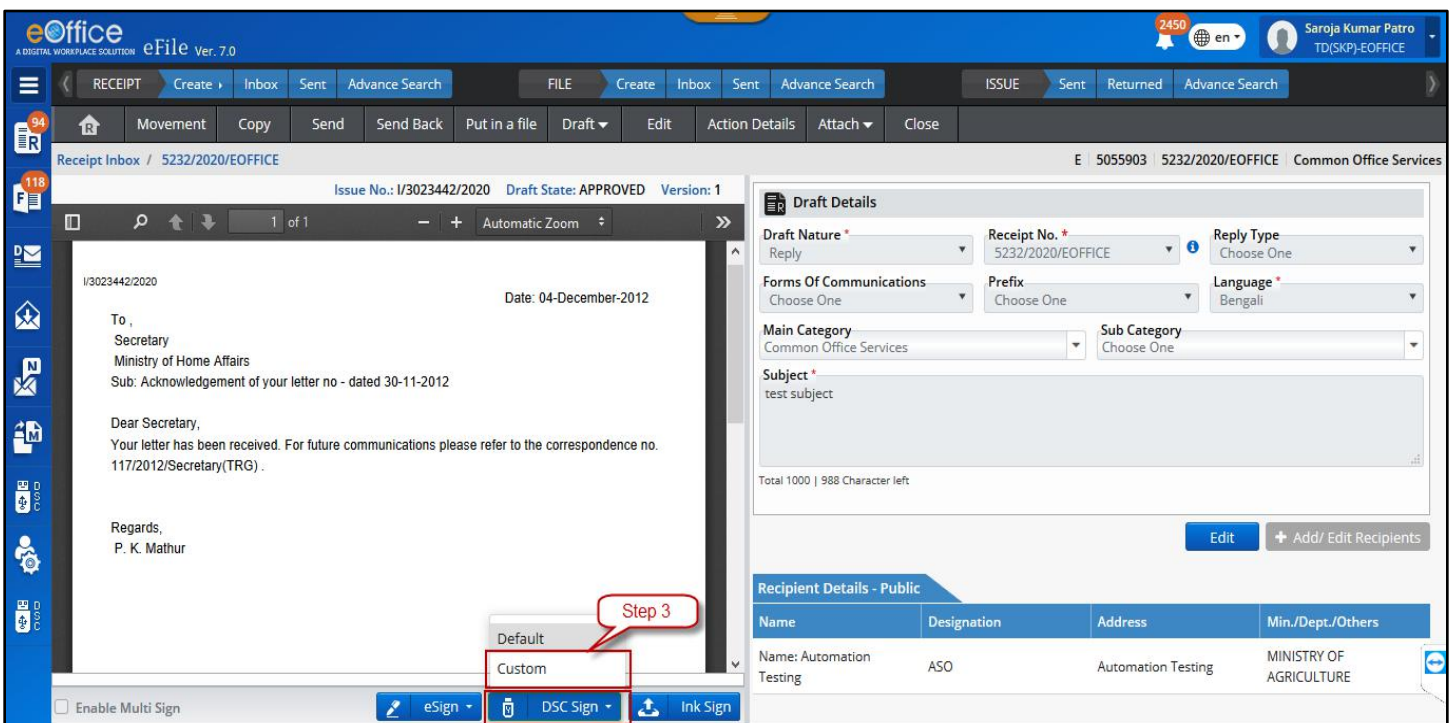 eOffice
A DIGITAL WORKPLACE SOLUTION eFile Ver. 7.0
2450
en
Saroja Kumar Patro
TD(SKP)-EOFFICE
RECEIPT Create Inbox Sent Advance Search FILE Create Inbox Sent Advance Search ISSUE Sent Returned Advance Search
94
R
R Movement Copy Send Send Back Put in a file Draft Edit Action Details Attach Close
Receipt Inbox / 5232/2020/EOFFICE E 5055903 5232/2020/EOFFICE Common Office Services
118
F
Issue No.: I/3023442/2020 Draft State: APPROVED Version: 1
1 of 1 Automatic Zoom
D
N
M
DSC
DSC
I/3023442/2020
Date: 04-December-2012
To ,
Secretary
Ministry of Home Affairs
Sub: Acknowledgement of your letter no - dated 30-11-2012
Dear Secretary,
Your letter has been received. For future communications please refer to the correspondence no.
117/2012/Secretary(TRG) .
Regards,
P. K. Mathur
Step 3
Default
Custom
Enable Multi Sign eSign DSC Sign Ink Sign
R Draft Details
Draft Nature * Receipt No. * Reply Type
Reply 5232/2020/EOFFICE Choose One
Forms Of Communications Prefix Language *
Choose One Choose One Bengali
Main Category Sub Category
Common Office Services Choose One
Subject *
test subject
Total 1000 | 988 Character left
Edit + Add/ Edit Recipients
Recipient Details - Public
Name Designation Address Min./Dept./Others
Name: Automation Testing ASO Automation Testing MINISTRY OF AGRICULTURE